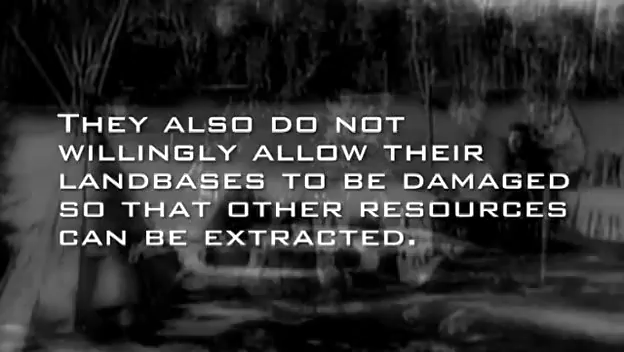 They also do not
willingly allow their
landbases to be damaged
so that other resources
can be extracted.